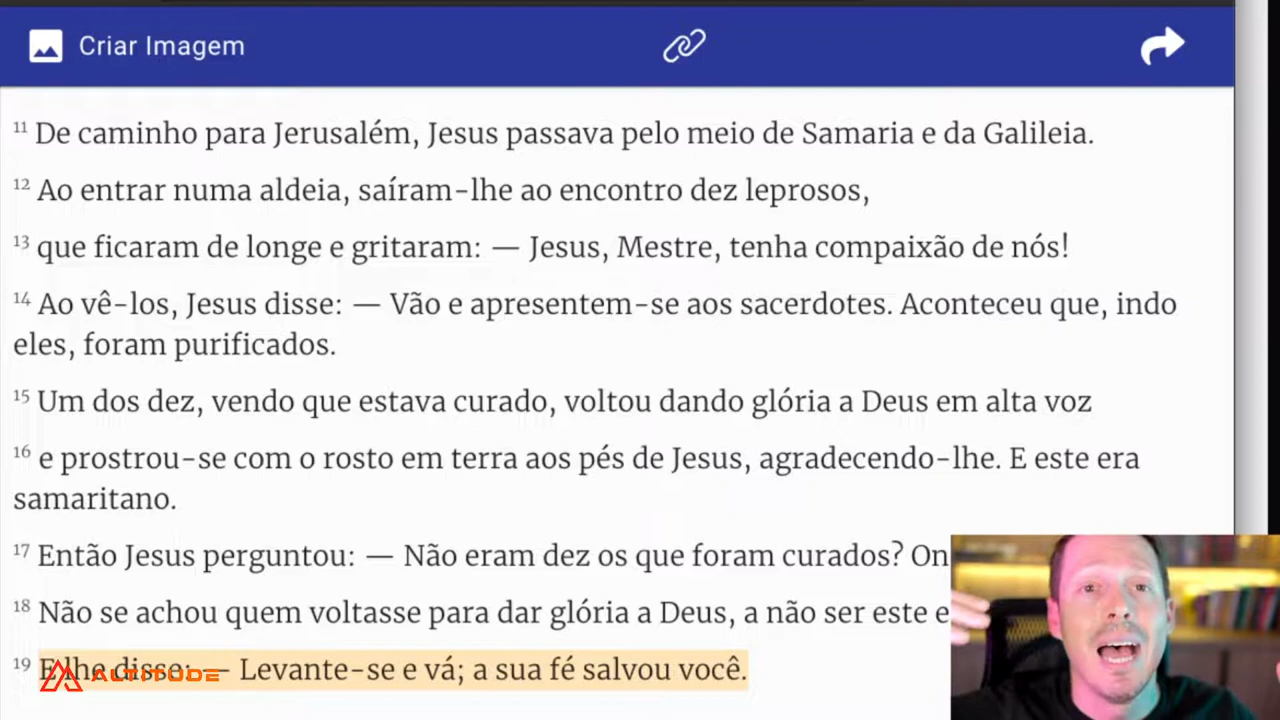 Criar Imagem
11 De caminho para Jerusalém, Jesus passava pelo meio de Samaria e da Galileia.
12 Ao entrar numa aldeia, saíram-lhe ao encontro dez leprosos,
13 que ficaram de longe e gritaram: — Jesus, Mestre, tenha compaixão de nós!
14 Ao vê-los, Jesus disse: — Vão e apresentem-se aos sacerdotes. Aconteceu que, indo
eles, foram purificados.
15 Um dos dez, vendo que estava curado, voltou dando glória a Deus em alta voz
16 e prostrou-se com o rosto em terra aos pés de Jesus, agradecendo-lhe. E este era
samaritano.
17 Então Jesus perguntou: — Não eram dez os que foram curados? On
18 Não se achou quem voltasse para dar glória a Deus, a não ser este e
19 E lhe disse: — Levante-se e vá; a sua fé salvou você.
ALTITUDE